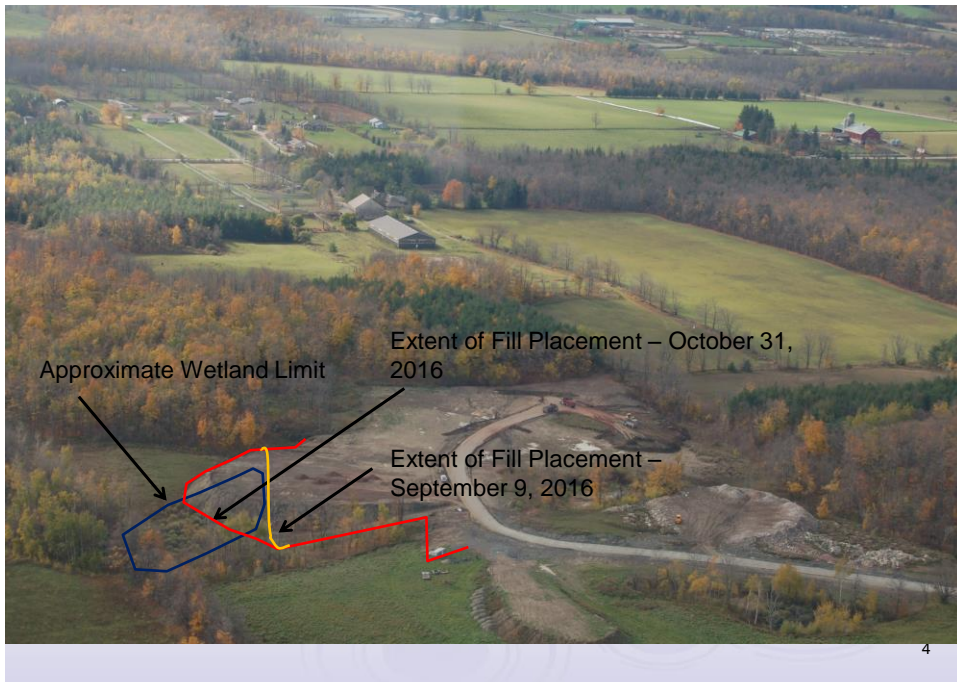 Extent of Fill Placement – October 31,
2016
Approximate Wetland Limit
Extent of Fill Placement –
September 9, 2016
4